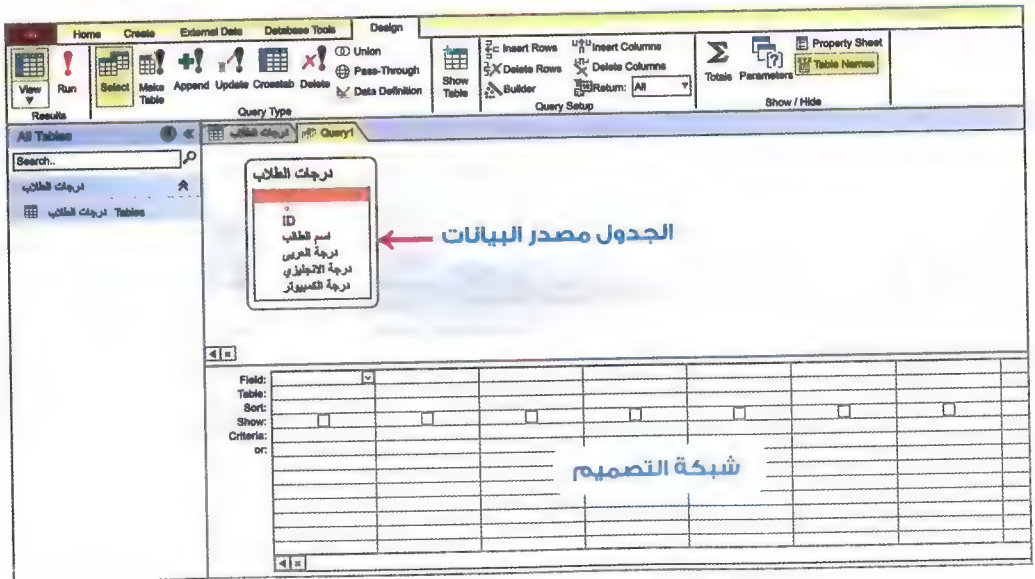 Home Create External Data Database Tools Design
View
Run
Results
Select Make Table Append Update Crosstab Delete
Union
Pass-Through
Data Definition
Query Type
Show Table
Insert Rows Insert Columns
Delete Rows Delete Columns
Builder Return: All
Query Setup
Totals Parameters
Property Sheet
Table Names
Show / Hide
All Tables
Search..
درجات الطلاب
درجات الطلاب Tables
درجات الطلاب Query1
درجات الطلاب
ID
اسم الطالب
درجة العربى
درجة الانجليزي
درجة الكمبيوتر
الجدول مصدر البيانات
Field:
Table:
Sort:
Show:
Criteria:
or:
شبكة التصميم